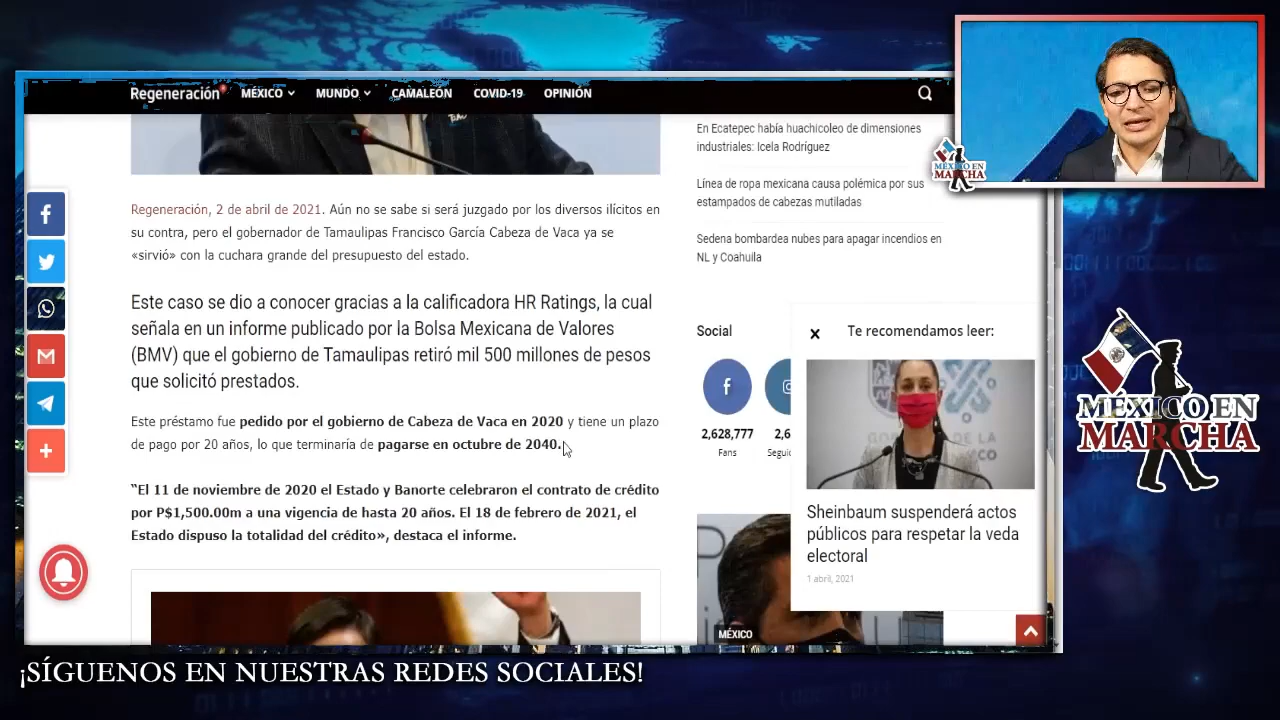 Regeneración
MÉXICO
MUNDO
CAMALEÓN
COVID-19
OPINIÓN
Regeneración, 2 de abril de 2021. Aún no se sabe si será juzgado por los diversos ilícitos en
su contra, pero el gobernador de Tamaulipas Francisco García Cabeza de Vaca ya se
«sirvió» con la cuchara grande del presupuesto del estado.
Este caso se dio a conocer gracias a la calificadora HR Ratings, la cual
señala en un informe publicado por la Bolsa Mexicana de Valores
(BMV) que el gobierno de Tamaulipas retiró mil 500 millones de pesos
que solicitó prestados.
Este préstamo fue pedido por el gobierno de Cabeza de Vaca en 2020 y tiene un plazo
de pago por 20 años, lo que terminaría de pagarse en octubre de 2040.
“El 11 de noviembre de 2020 el Estado y Banorte celebraron el contrato de crédito
por P$1,500.00m a una vigencia de hasta 20 años. El 18 de febrero de 2021, el
Estado dispuso la totalidad del crédito», destaca el informe.
En Ecatepec había huachicoleo de dimensiones
industriales: Icela Rodríguez
Línea de ropa mexicana causa polémica por sus
estampados de cabezas mutiladas
Sedena bombardea nubes para apagar incendios en
NL y Coahuila
Social
2,628,777
Fans
2,6
Seguic
Te recomendamos leer:
Sheinbaum suspenderá actos
públicos para respetar la veda
electoral
1 abril, 2021
MÉXICO
MÉXICO EN
MARCHA
MÉXICO EN
MARCHA
¡SÍGUENOS EN NUESTRAS REDES SOCIALES!